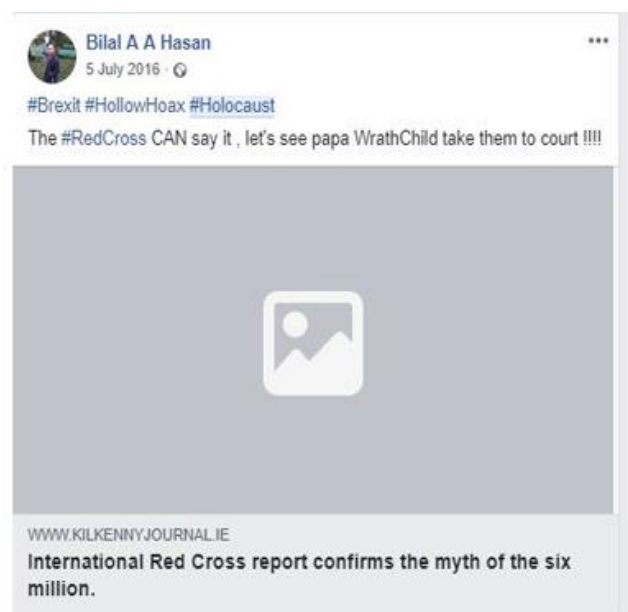 Bilal A A Hasan
5 July 2016 ·
#Brexit #HollowHoax #Holocaust
The #RedCross CAN say it , let's see papa WrathChild take them to court !!!!
WWW.KILKENNYJOURNAL.IE
International Red Cross report confirms the myth of the six
million.